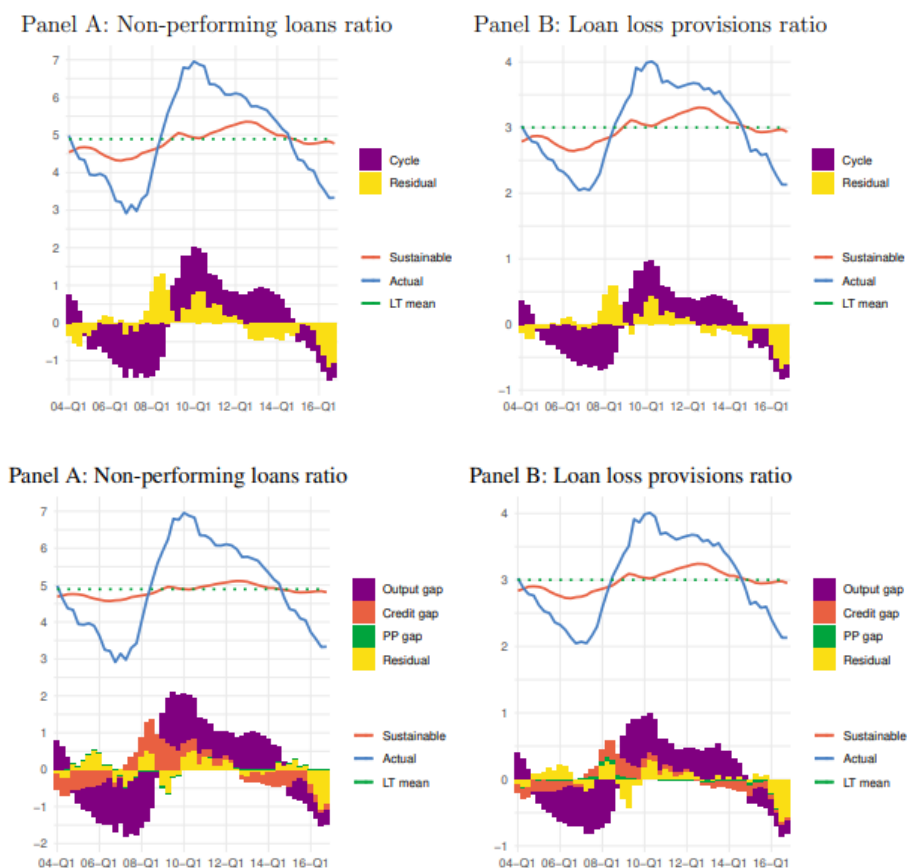 Panel A: Non-performing loans ratio
7
6
5
4
3
2
1
0
−1
04−Q1 06−Q1 08−Q1 10−Q1 12−Q1 14−Q1 16−Q1
Cycle
Residual
Sustainable
Actual
LT mean
Panel B: Loan loss provisions ratio
4
3
2
1
0
−1
04−Q1 06−Q1 08−Q1 10−Q1 12−Q1 14−Q1 16−Q1
Cycle
Residual
Sustainable
Actual
LT mean
Panel A: Non-performing loans ratio
7
6
5
4
3
2
1
0
−1
−2
04−Q1 06−Q1 08−Q1 10−Q1 12−Q1 14−Q1 16−Q1
Output gap
Credit gap
PP gap
Residual
Sustainable
Actual
LT mean
Panel B: Loan loss provisions ratio
4
3
2
1
0
−1
04−Q1 06−Q1 08−Q1 10−Q1 12−Q1 14−Q1 16−Q1
Output gap
Credit gap
PP gap
Residual
Sustainable
Actual
LT mean